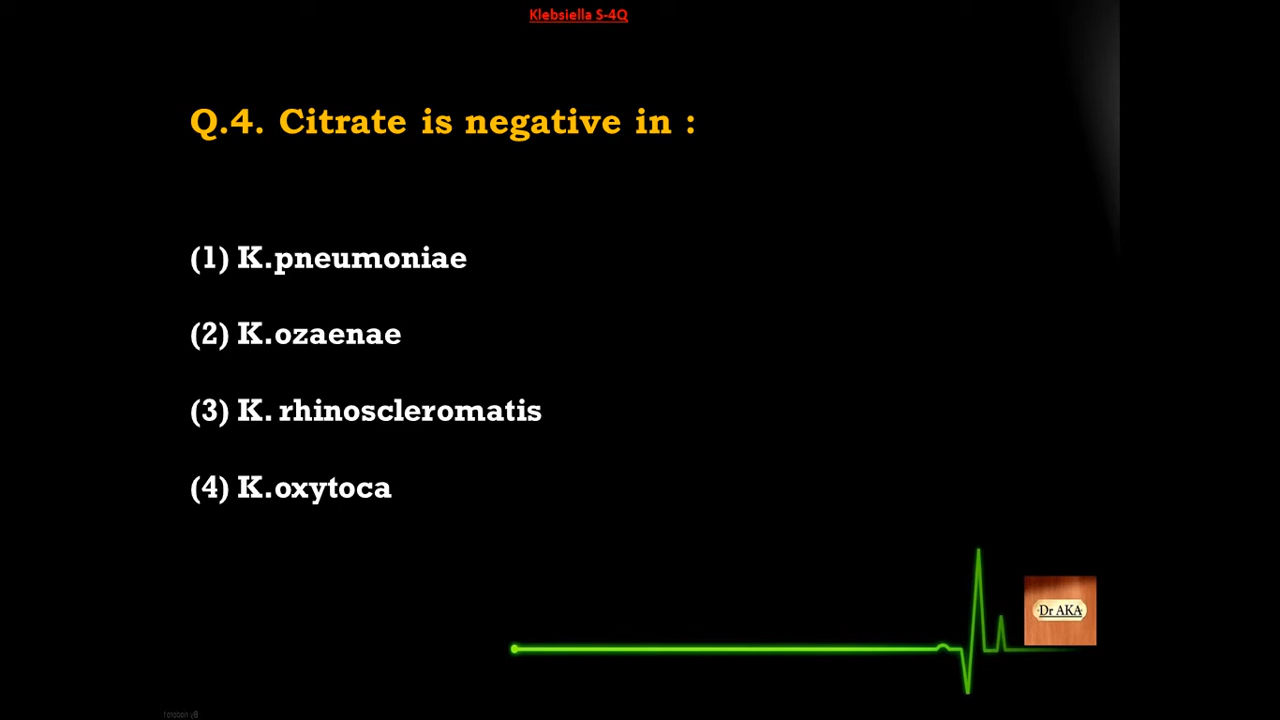 Klebsiella S-4Q
Q.4. Citrate is negative in :
(1) K.pneumoniae
(2) K.ozaenae
(3) K. rhinoscleromatis
(4) K.oxytoca
Dr AKA